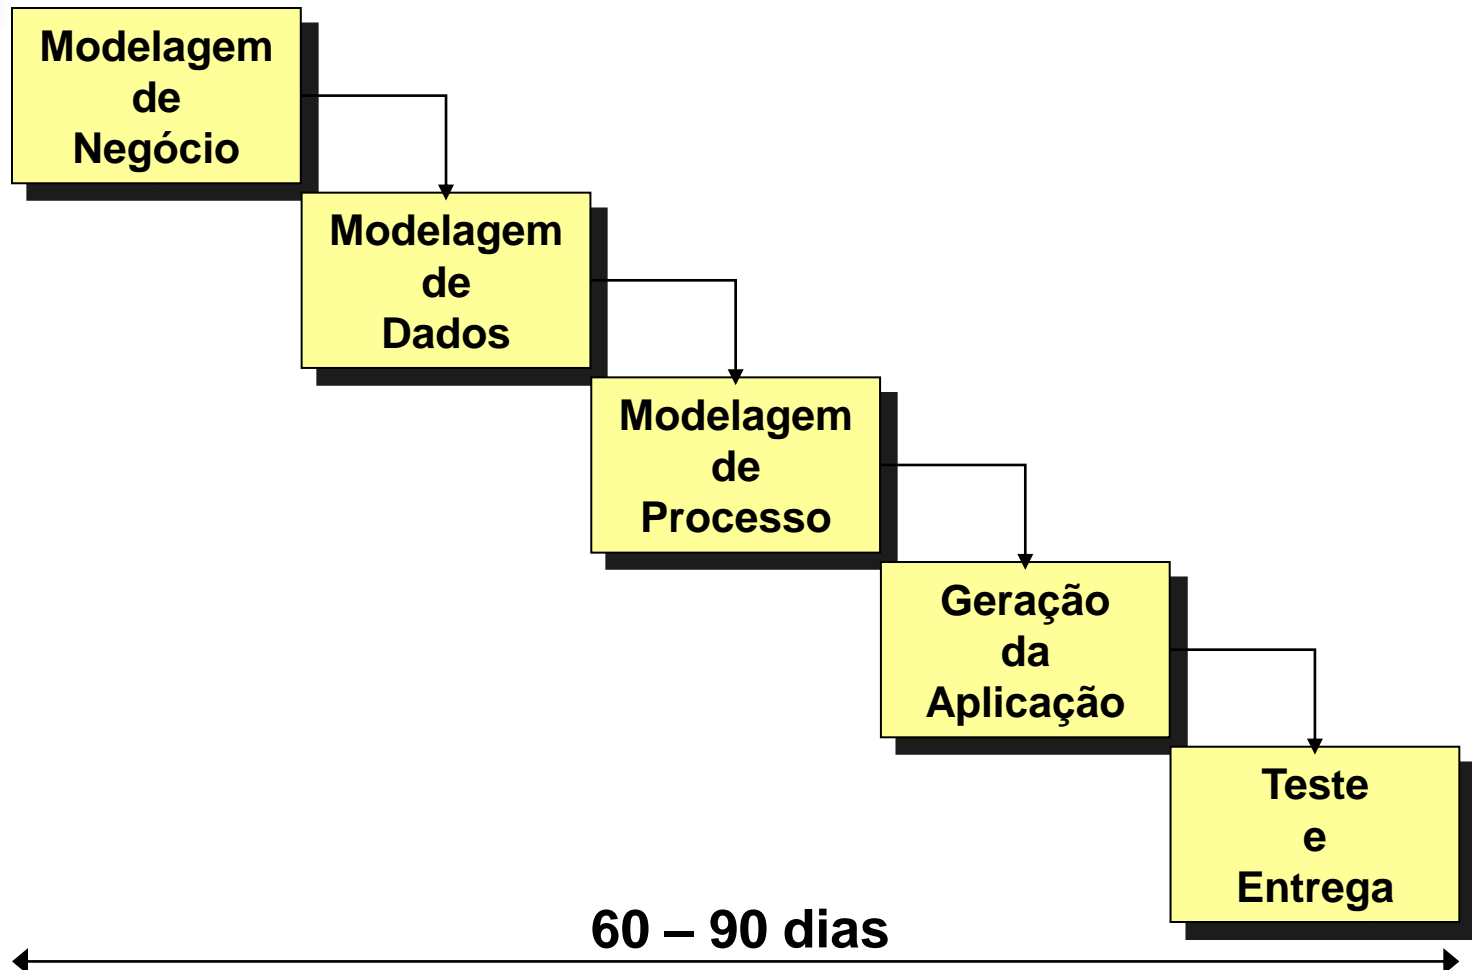 Modelagem
de
Negócio
Modelagem
de
Dados
Modelagem
de
Processo
Geração
da
Aplicação
Teste
e
Entrega
60 – 90 dias